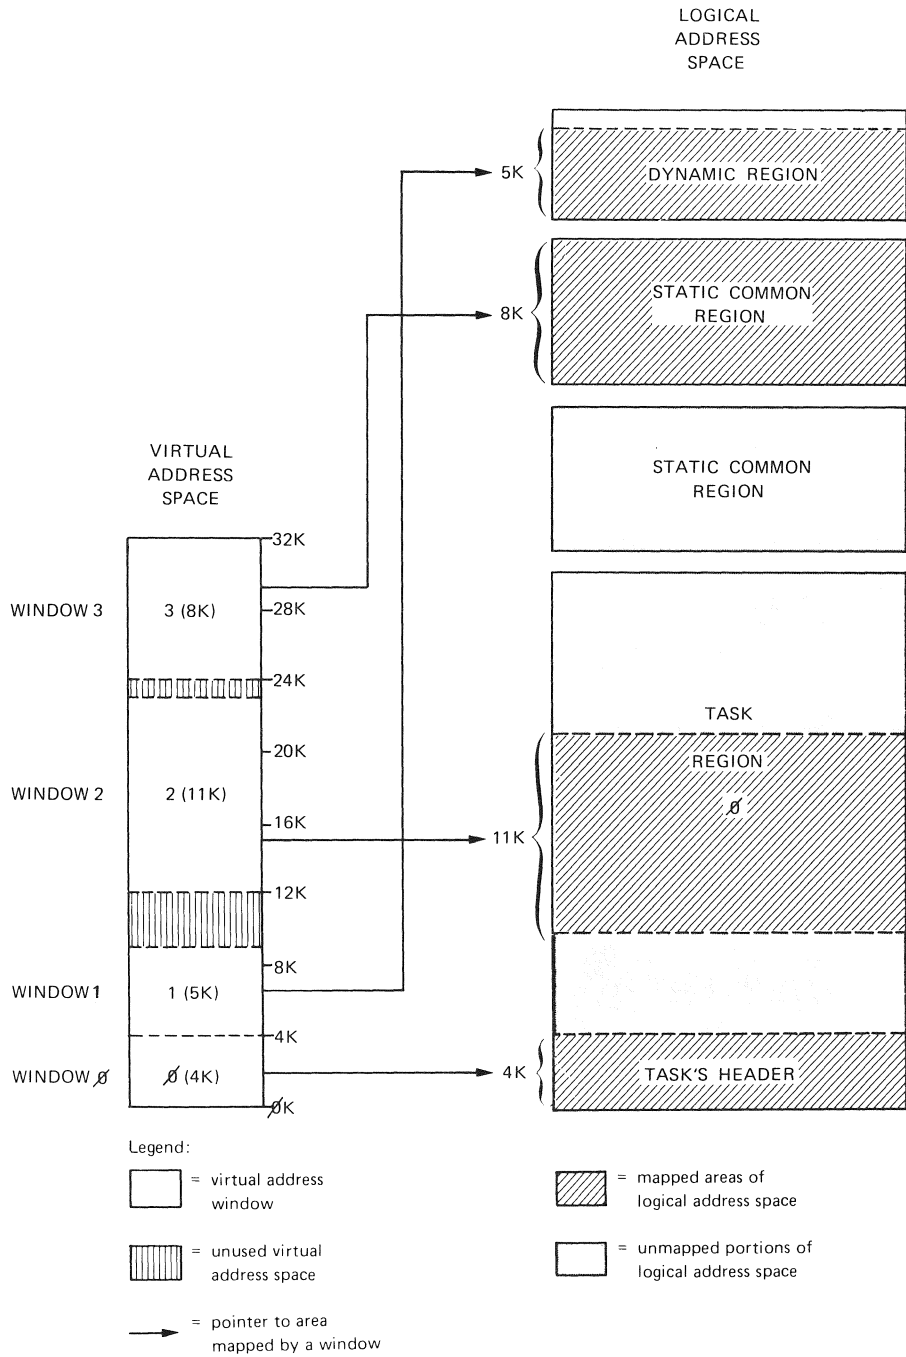 LOGICAL
ADDRESS
SPACE
5K
DYNAMIC REGION
8K
STATIC COMMON
REGION
STATIC COMMON
REGION
VIRTUAL
ADDRESS
SPACE
32K
WINDOW 3
3 (8K)
28K
24K
20K
WINDOW 2
2 (11K)
16K
12K
8K
WINDOW 1
1 (5K)
4K
WINDOW Ø
Ø (4K)
ØK
TASK
REGION
Ø
11K
4K
TASK'S HEADER
Legend:
= virtual address
window
= unused virtual
address space
= pointer to area
mapped by a window
= mapped areas of
logical address space
= unmapped portions of
logical address space